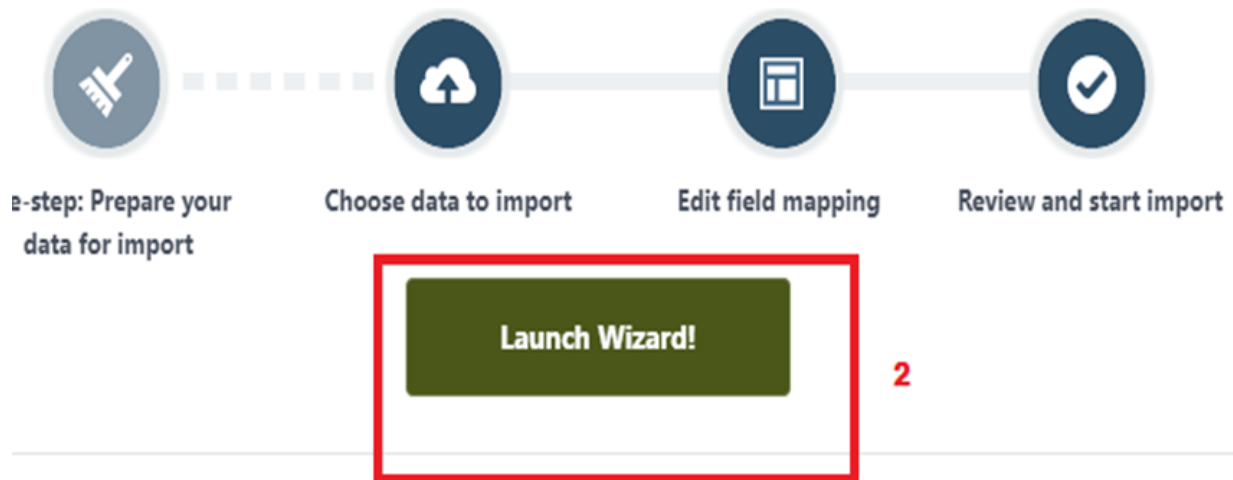 e-step: Prepare your
data for import
Choose data to import
Edit field mapping
Review and start import
Launch Wizard!
2